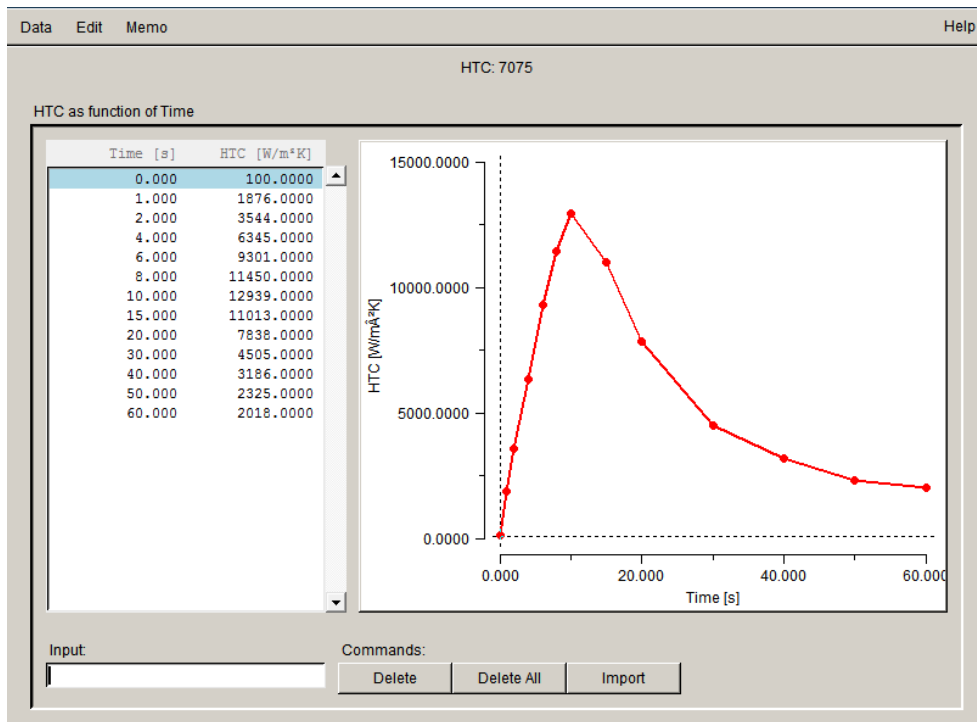 Data Edit Memo Help
HTC: 7075
HTC as function of Time
Time [s] HTC [W/m²K]
0.000 100.0000
1.000 1876.0000
2.000 3544.0000
4.000 6345.0000
6.000 9301.0000
8.000 11450.0000
10.000 12939.0000
15.000 11013.0000
20.000 7838.0000
30.000 4505.0000
40.000 3186.0000
50.000 2325.0000
60.000 2018.0000
15000.0000
10000.0000
5000.0000
0.0000
HTC [W/mÂ²K]
0.000 20.000 40.000 60.000
Time [s]
Input:
Commands:
Delete Delete All Import